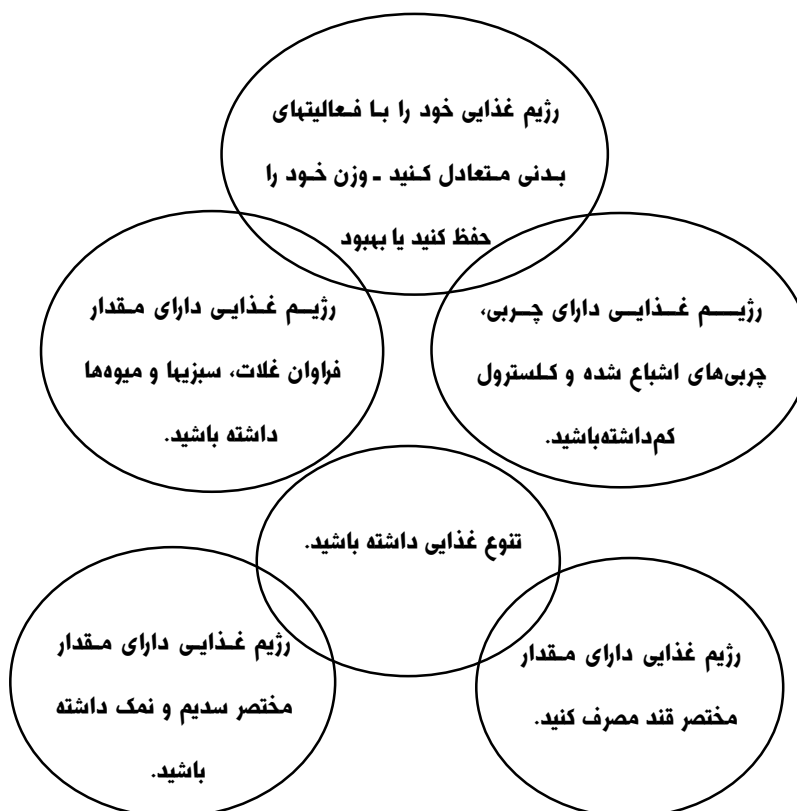 رژیم غذایی خود را با فعالیتهای
بدنی متعادل کنید ـ وزن خود را
حفظ کنید یا بهبود
رژیم غذایی دارای چربی،
چربی‌های اشباع شده و کلسترول
کم‌داشته‌باشید.
رژیم غذایی دارای مقدار
فراوان غلات، سبزیها و میوه‌ها
داشته باشید.
تنوع غذایی داشته باشید.
رژیم غذایی دارای مقدار
مختصر قند مصرف کنید.
رژیم غذایی دارای مقدار
مختصر سدیم و نمک داشته
باشید.